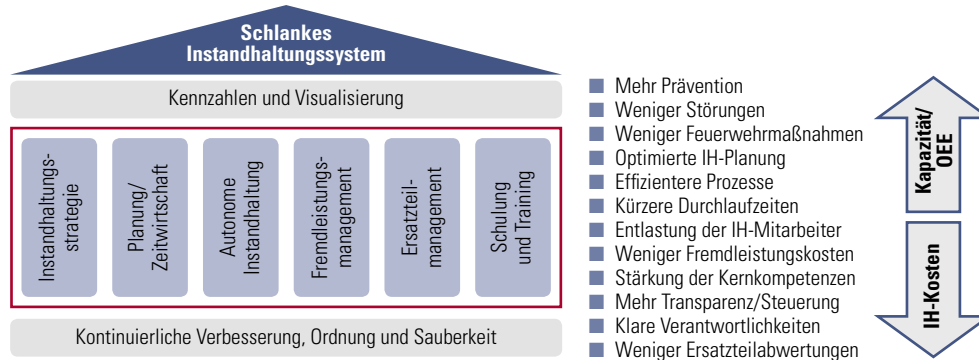 Schlankes
Instandhaltungssystem
Kennzahlen und Visualisierung
Instandhaltungs-
strategie
Planung/
Zeitwirtschaft
Autonome
Instandhaltung
Fremdleistungs-
management
Ersatzteil-
management
Schulung
und Training
Kontinuierliche Verbesserung, Ordnung und Sauberkeit
Mehr Prävention
Weniger Störungen
Weniger Feuerwehrmaßnahmen
Optimierte IH-Planung
Effizientere Prozesse
Kürzere Durchlaufzeiten
Entlastung der IH-Mitarbeiter
Weniger Fremdleistungskosten
Stärkung der Kernkompetenzen
Mehr Transparenz/Steuerung
Klare Verantwortlichkeiten
Weniger Ersatzteilabwertungen
Kapazität/
OEE
IH-Kosten